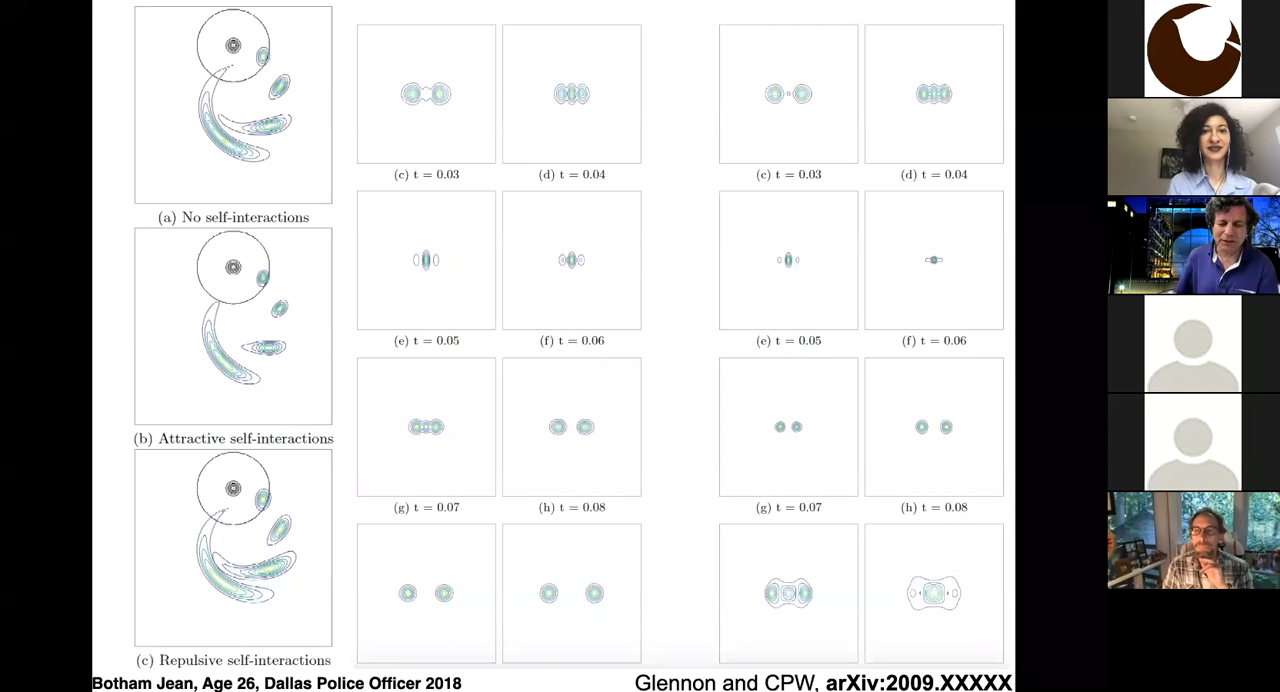 (a) No self-interactions
(b) Attractive self-interactions
(c) Repulsive self-interactions
(c) t = 0.03
(d) t = 0.04
(e) t = 0.05
(f) t = 0.06
(g) t = 0.07
(h) t = 0.08
(c) t = 0.03
(d) t = 0.04
(e) t = 0.05
(f) t = 0.06
(g) t = 0.07
(h) t = 0.08
Botham Jean, Age 26, Dallas Police Officer 2018
Glennon and CPW, arXiv:2009.XXXXX